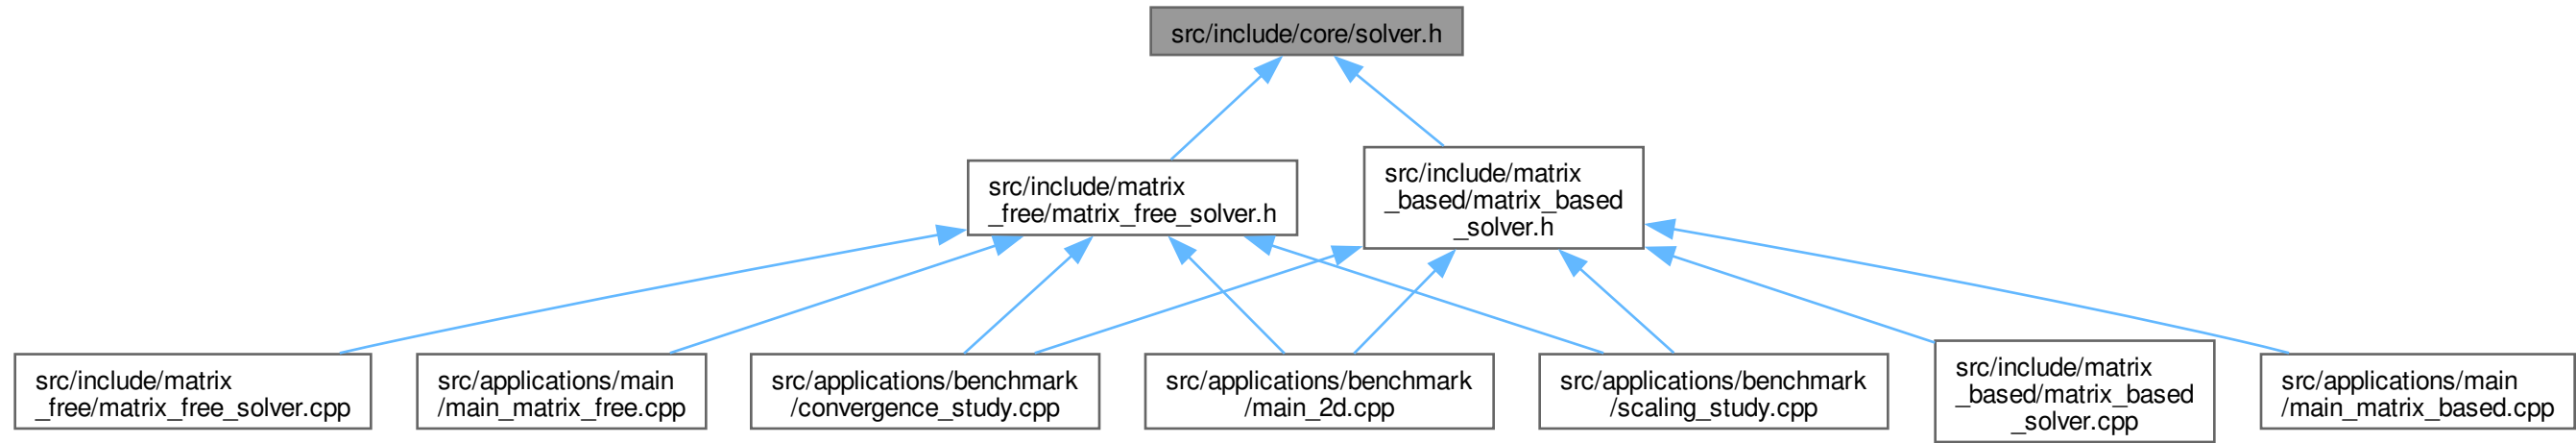 src/include/core/solver.h
src/include/matrix
_free/matrix_free_solver.h
src/include/matrix
_based/matrix_based
_solver.h
src/include/matrix
_free/matrix_free_solver.cpp
src/applications/main
/main_matrix_free.cpp
src/applications/benchmark
/convergence_study.cpp
src/applications/benchmark
/main_2d.cpp
src/applications/benchmark
/scaling_study.cpp
src/include/matrix
_based/matrix_based
_solver.cpp
src/applications/main
/main_matrix_based.cpp